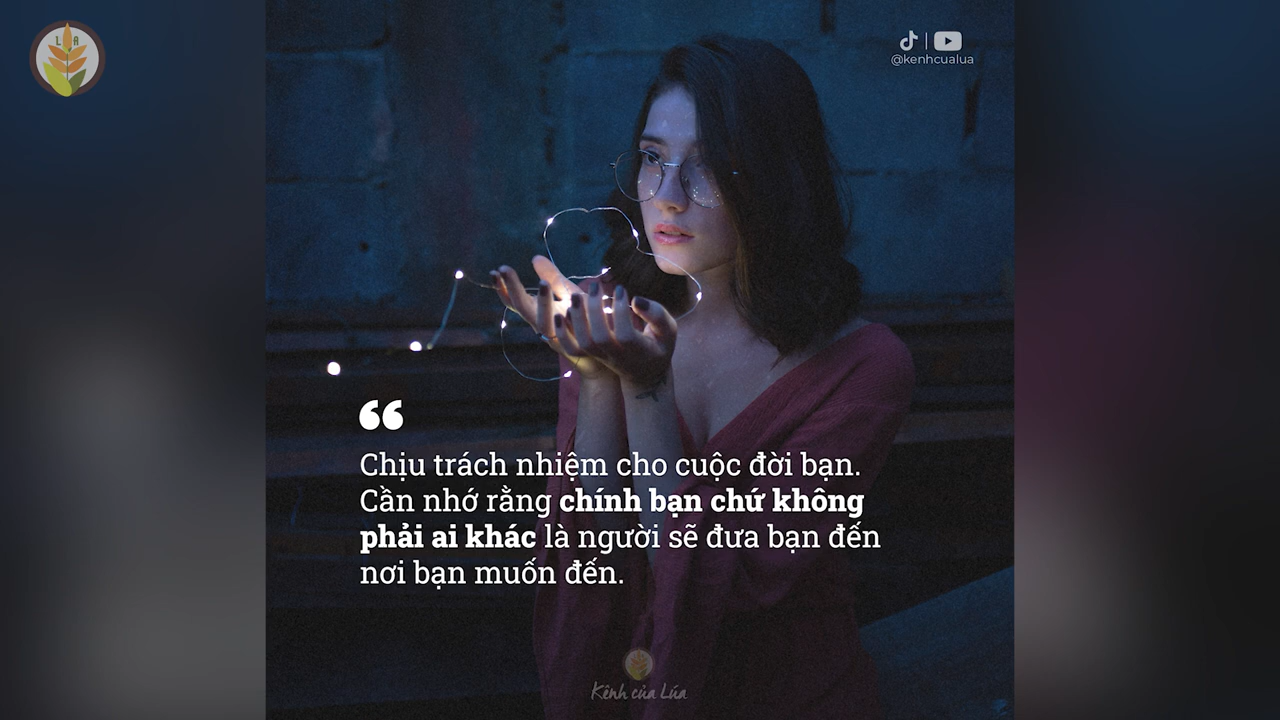 L A
@kenhcualua
Chịu trách nhiệm cho cuộc đời bạn.
Cần nhớ rằng chính bạn chứ không
phải ai khác là người sẽ đưa bạn đến
nơi bạn muốn đến.
Kênh của Lúa